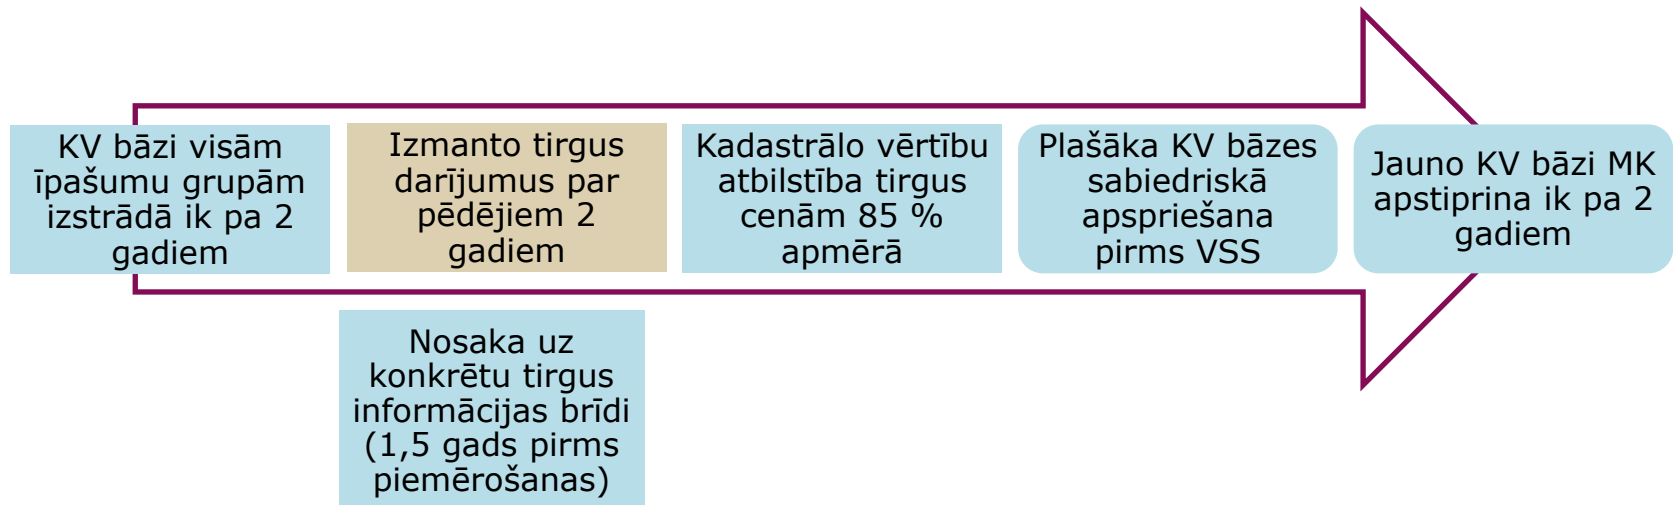 KV bāzi visām
īpašumu grupām
izstrādā ik pa 2
gadiem
Izmanto tirgus
darījumus par
pēdējiem 2
gadiem
Kadastrālo vērtību
atbilstība tirgus
cenām 85 %
apmērā
Plašāka KV bāzes
sabiedriskā
apspriešana
pirms VSS
Jauno KV bāzi MK
apstiprina ik pa 2
gadiem
Nosaka uz
konkrētu tirgus
informācijas brīdi
(1,5 gads pirms
piemērošanas)